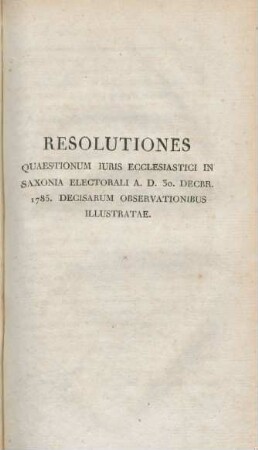 RESOLUTIONES
QUAESTIONUM IURIS ECCLESIASTICI IN
SAXONIA ELECTORALI A. D. 30. DECBR.
1785. DECISARUM OBSERVATIONIBUS
ILLUSTRATAE.